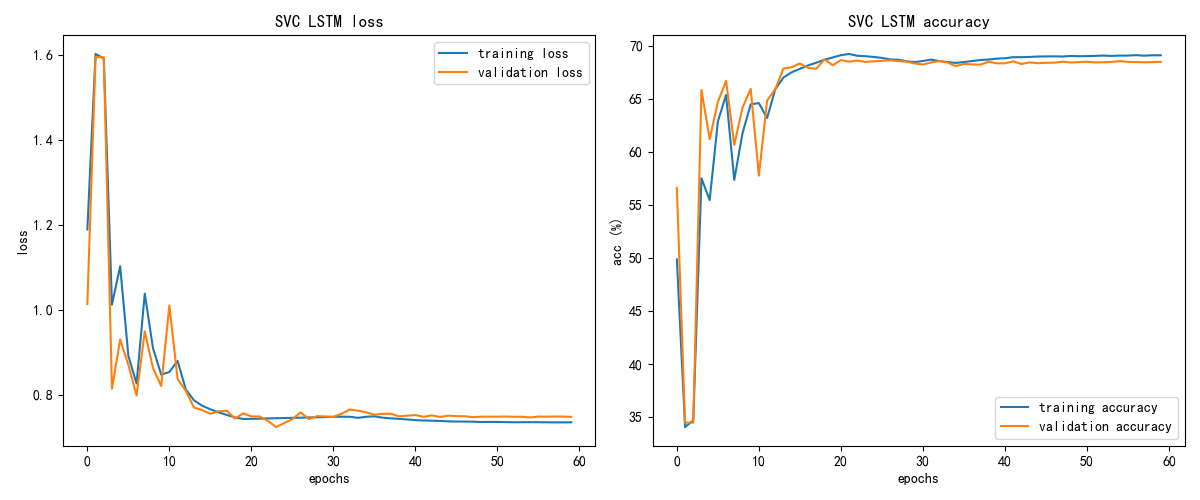 SVC LSTM loss
training loss
validation loss
1.6
1.4
1.2
1.0
0.8
loss
0 10 20 30 40 50 60
epochs
SVC LSTM accuracy
70
65
60
55
50
45
40
35
acc (%)
training accuracy
validation accuracy
0 10 20 30 40 50 60
epochs